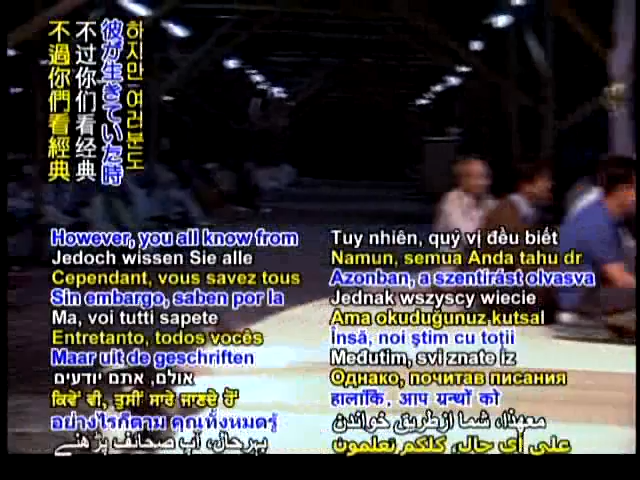 하지만 여러분도
彼が生きていた時
不过你们看经典
不過你們看經典
However, you all know from
Jedoch wissen Sie alle
Cependant, vous savez tous
Sin embargo, saben por la
Ma, voi tutti sapete
Entretanto, todos vocês
Maar uit de geschriften
אולם, אתם יודעים
ਕਿਵੇਂ ਵੀ, ਤੁਸੀਂ ਸਾਰੇ ਜਾਣਦੇ ਹੋਂ
อย่างไรก็ตาม คุณทั้งหมดรู้
بہرحال، آپ صحائف پڑھنے
Tuy nhiên, quý vị đều biết
Namun, semua Anda tahu dr
Azonban, a szentírást olvasva
Jednak wszyscy wiecie
Ama okuduğunuz kutsal
Însă, noi ştim cu toţii
Međutim, svi znate iz
Однако, почитав писания
हालाँकि, आप ग्रन्थों को
معهذا، شما ازطریق خواندن
على أي حال، كلكم تعلمون